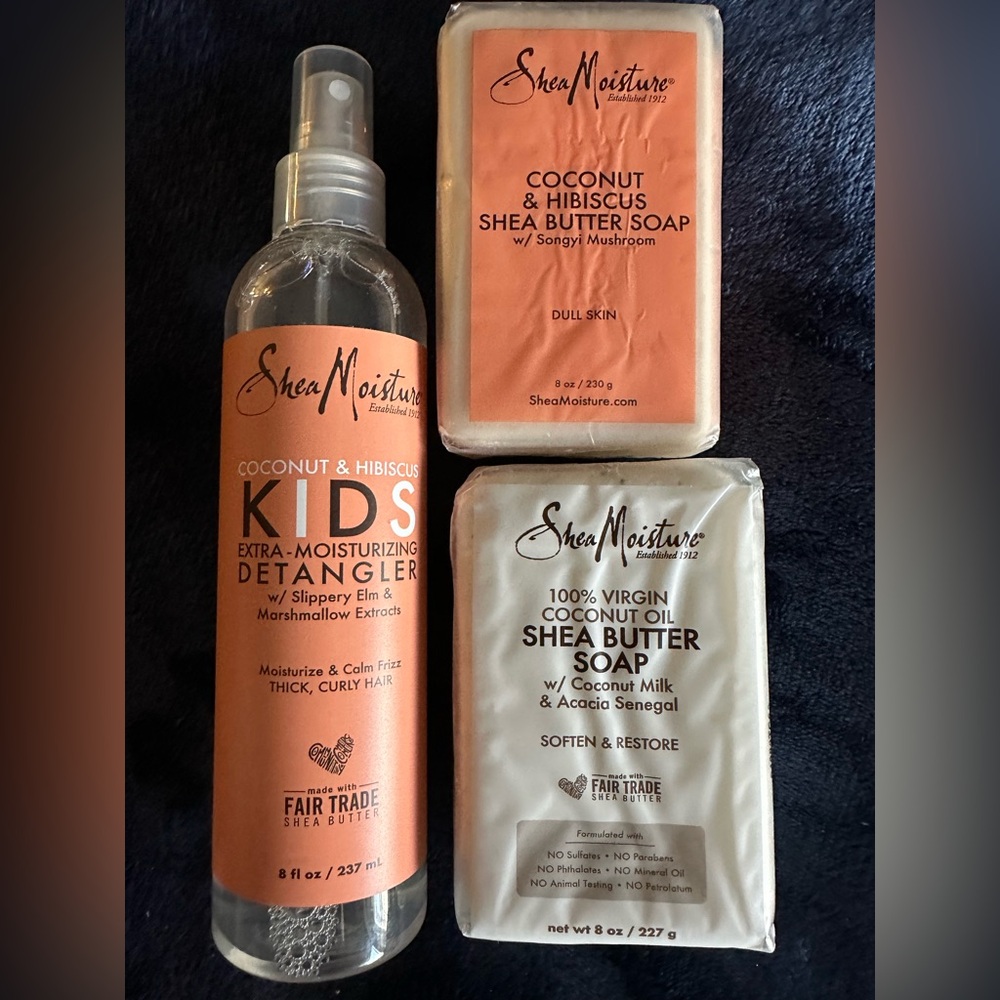 SheaMoisture
Established 1912
COCONUT & HIBISCUS
KIDS
EXTRA-MOISTURIZING
DETANGLER
w/ Slippery Elm &
Marshmallow Extracts
Moisturize & Calm Frizz
THICK, CURLY HAIR
COMMUNITY COMMERCE
made with
FAIR TRADE
SHEA BUTTER
8 fl oz / 237 mL
SheaMoisture®
Established 1912
COCONUT
& HIBISCUS
SHEA BUTTER SOAP
w/ Songyi Mushroom
DULL SKIN
8 oz / 230 g
SheaMoisture.com
SheaMoisture®
Established 1912
100% VIRGIN
COCONUT OIL
SHEA BUTTER
SOAP
w/ Coconut Milk
& Acacia Senegal
SOFTEN & RESTORE
made with
FAIR TRADE
SHEA BUTTER
Formulated with
NO Sulfates • NO Parabens
NO Phthalates • NO Mineral Oil
NO Animal Testing • NO Petrolatum
net wt 8 oz / 227 g